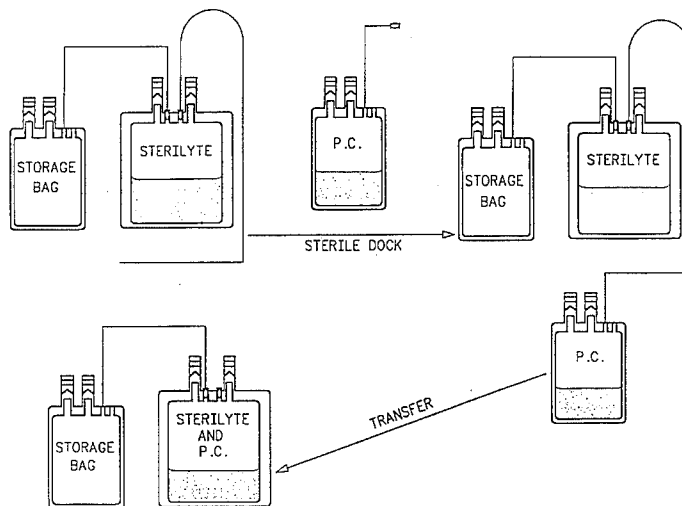 STORAGE
BAG
STERILYTE
P.C.
STORAGE
BAG
STERILYTE
STERILE DOCK
P.C.
TRANSFER
STORAGE
BAG
STERILYTE
AND
P.C.